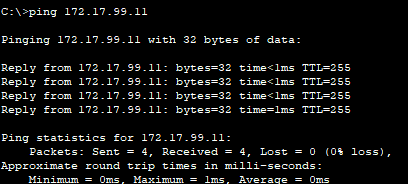 C:\>ping 172.17.99.11
Pinging 172.17.99.11 with 32 bytes of data:
Reply from 172.17.99.11: bytes=32 time<1ms TTL=255
Reply from 172.17.99.11: bytes=32 time<1ms TTL=255
Reply from 172.17.99.11: bytes=32 time<1ms TTL=255
Reply from 172.17.99.11: bytes=32 time=1ms TTL=255
Ping statistics for 172.17.99.11:
    Packets: Sent = 4, Received = 4, Lost = 0 (0% loss),
Approximate round trip times in milli-seconds:
    Minimum = 0ms, Maximum = 1ms, Average = 0ms